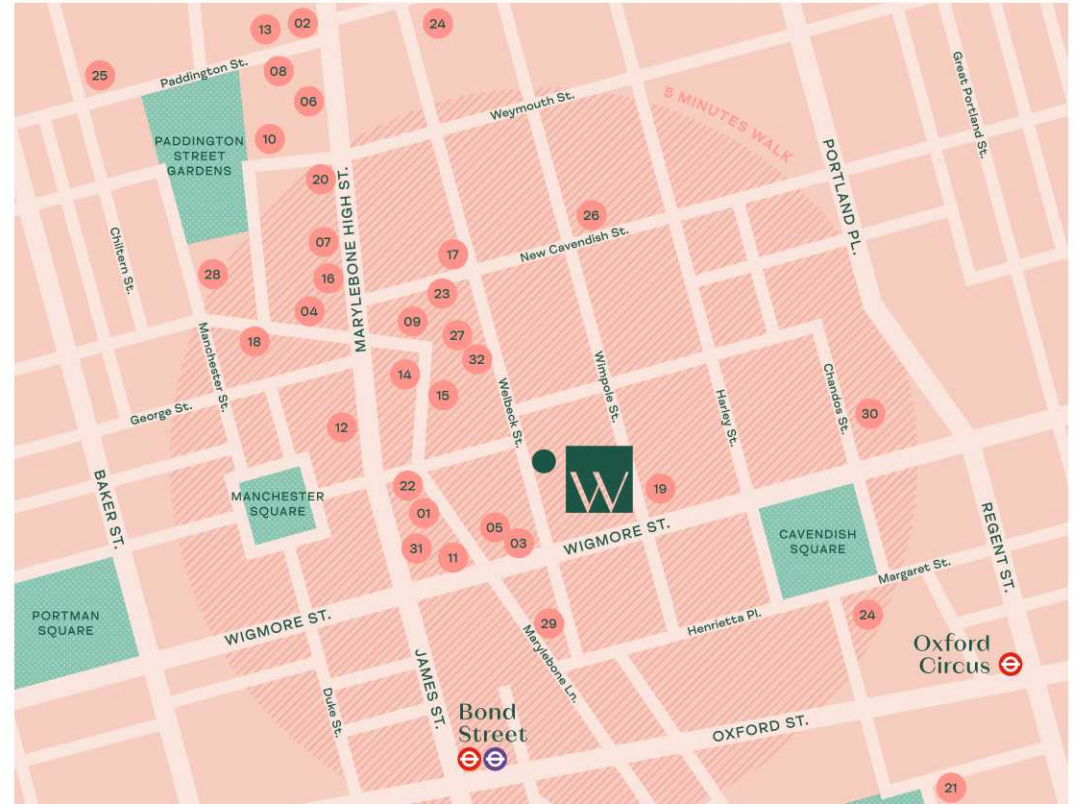 02
13
24
25
Paddington St.
08
06
Weymouth St.
5 MINUTES WALK
Great Portland St.
PADDINGTON
STREET
GARDENS
10
PORTLAND PL.
20
MARYLEBONE HIGH ST.
26
07
17
New Cavendish St.
Chiltern St.
28
16
23
04
09
18
27
32
Manchester St.
14
15
Welbeck St.
Wimpole St.
Harley St.
Chandos St.
George St.
12
30
BAKER ST.
W
22
19
MANCHESTER
SQUARE
01
05
03
31
11
WIGMORE ST.
CAVENDISH
SQUARE
REGENT ST.
Margaret St.
PORTMAN
SQUARE
WIGMORE ST.
29
Henrietta Pl.
24
Marylebone Ln.
Oxford
Circus
JAMES ST.
Duke St.
Bond
Street
OXFORD ST.
21